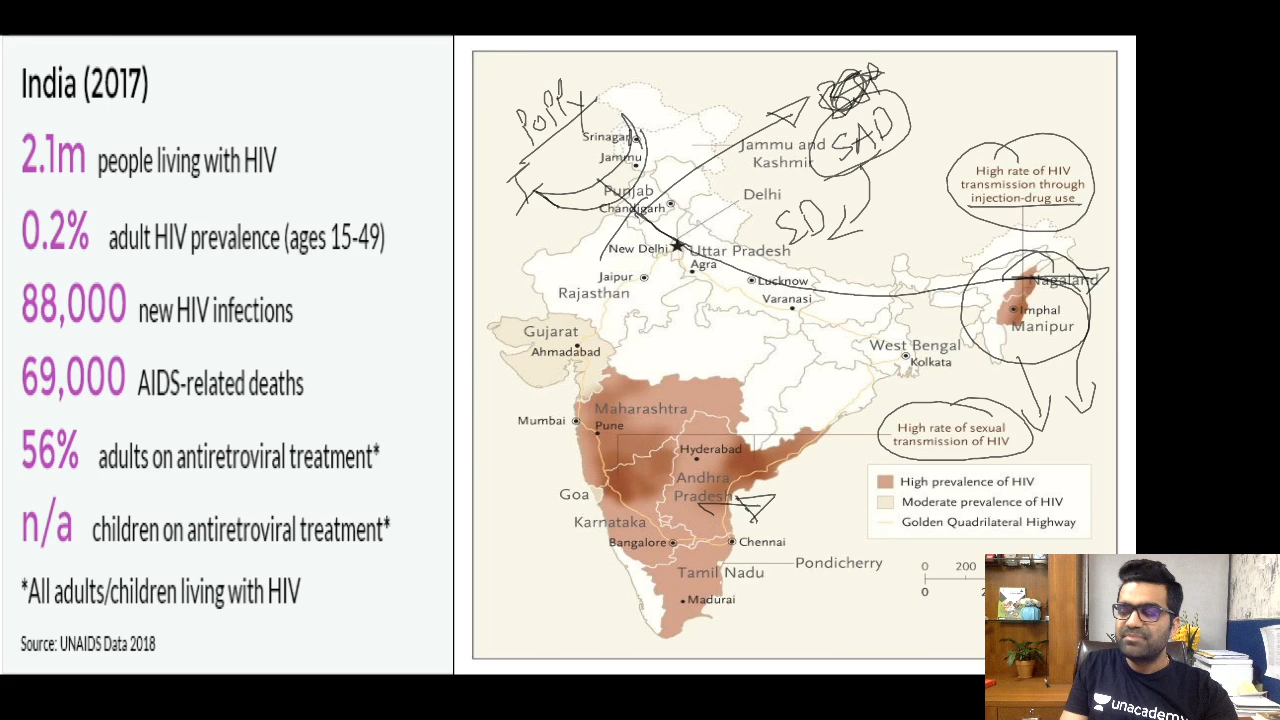 India (2017)
2.1m people living with HIV
0.2% adult HIV prevalence (ages 15-49)
88,000 new HIV infections
69,000 AIDS-related deaths
56% adults on antiretroviral treatment*
n/a children on antiretroviral treatment*
*All adults/children living with HIV
Source: UNAIDS Data 2018
POPPY
SAD
Srinagar
Jammu
Jammu and
Kashmir
Punjab
Chandigarh
Delhi
New Delhi
Uttar Pradesh
Agra
Jaipur
Rajasthan
Lucknow
Varanasi
High rate of HIV
transmission through
injection-drug use
Nagaland
Imphal
Manipur
Gujarat
Ahmadabad
West Bengal
Kolkata
Maharashtra
Mumbai
Pune
High rate of sexual
transmission of HIV
Hyderabad
Andhra
Pradesh
Goa
Karnataka
Bangalore
Chennai
Pondicherry
Tamil Nadu
Madurai
High prevalence of HIV
Moderate prevalence of HIV
Golden Quadrilateral Highway
0 200
0
unacademy